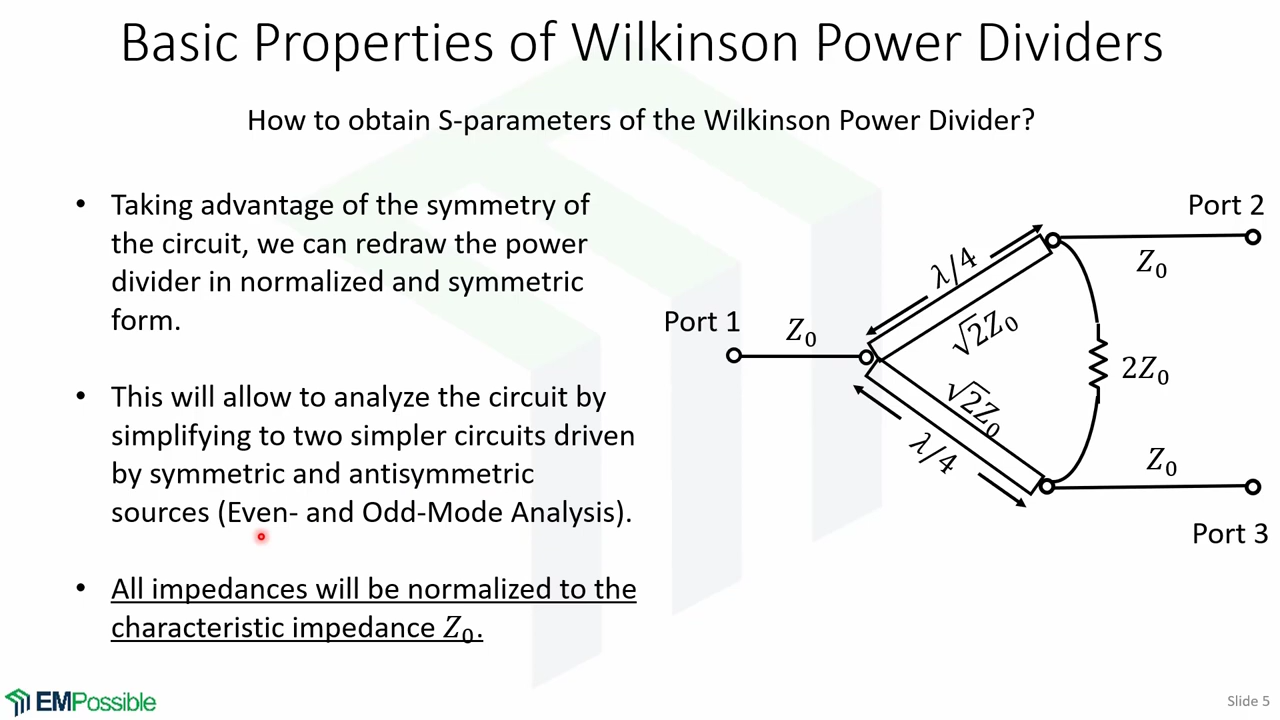 Basic Properties of Wilkinson Power Dividers
How to obtain S-parameters of the Wilkinson Power Divider?
• Taking advantage of the symmetry of
the circuit, we can redraw the power
divider in normalized and symmetric
form.
• This will allow to analyze the circuit by
simplifying to two simpler circuits driven
by symmetric and antisymmetric
sources (Even- and Odd-Mode Analysis).
• All impedances will be normalized to the
characteristic impedance Z₀.
Port 1
Z₀
λ/4
√2Z₀
√2Z₀
λ/4
Port 2
Z₀
2Z₀
Z₀
Port 3
EMPossible
Slide 5